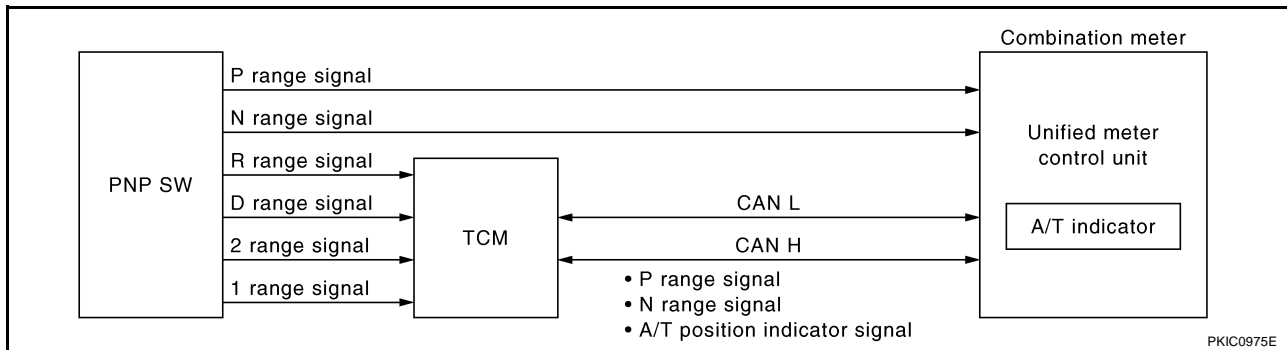 Combination meter
P range signal
N range signal
R range signal
D range signal
2 range signal
1 range signal
PNP SW
TCM
CAN L
CAN H
• P range signal
• N range signal
• A/T position indicator signal
Unified meter
control unit
A/T indicator
PKIC0975E